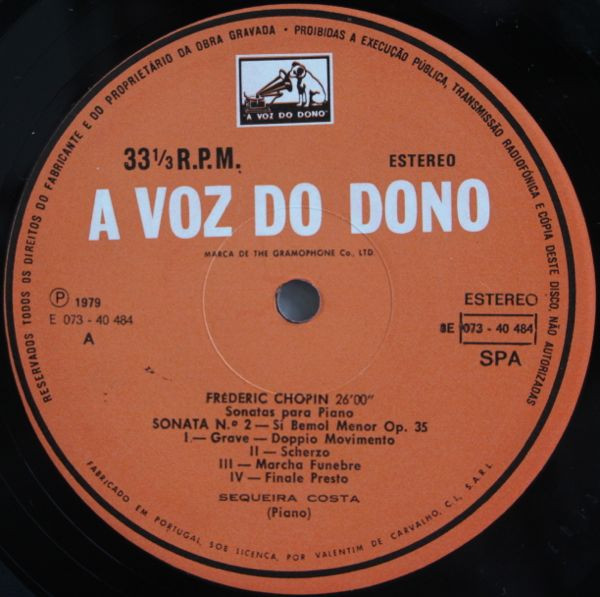 RESERVADOS TODOS OS DIREITOS DO FABRICANTE E DO PROPRIETÁRIO DA OBRA GRAVADA • PROIBIDAS A EXECUÇÃO PÚBLICA, TRANSMISSÃO RADIOFÓNICA E CÓPIA DESTE DISCO, NÃO AUTORIZADAS
"A VOZ DO DONO"
33 1/3 R.P.M.
ESTEREO
A VOZ DO DONO
MARCA DE THE GRAMOPHONE Co., LTD.
Ⓟ 1979
E 073 - 40 484
A
ESTEREO
8E 073 - 40 484
SPA
FRÉDERIC CHOPIN 26'00"
Sonatas para Piano
SONATA N.º 2 — Si Bemol Menor Op. 35
I — Grave — Doppio Movimento
II — Scherzo
III — Marcha Funebre
IV — Finale Presto
SEQUEIRA COSTA
(Piano)
FABRICADO EM PORTUGAL, SOB LICENÇA, POR VALENTIM DE CARVALHO, C.I., S.A.R.L.